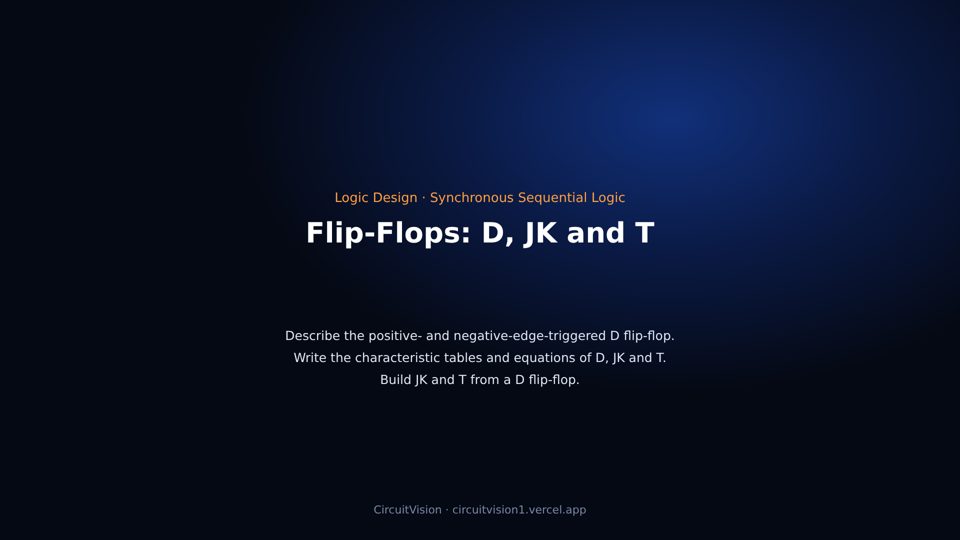 Logic Design · Synchronous Sequential Logic
Flip-Flops: D, JK and T
Describe the positive- and negative-edge-triggered D flip-flop.
Write the characteristic tables and equations of D, JK and T.
Build JK and T from a D flip-flop.
CircuitVision · circuitvision1.vercel.app